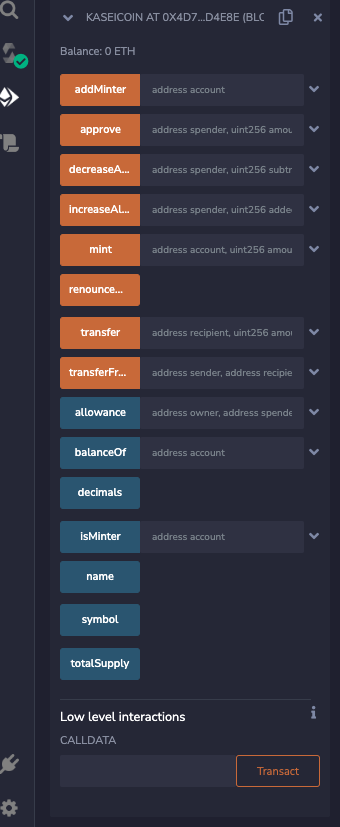 KASEICOIN AT 0X4D7...D4E8E (BLC
Balance: 0 ETH
addMinter address account
approve address spender, uint256 amou
decreaseA... address spender, uint256 subtr
increaseAl... address spender, uint256 adde
mint address account, uint256 amou
renounce...
transfer address recipient, uint256 amou
transferFr... address sender, address recipie
allowance address owner, address spende
balanceOf address account
decimals
isMinter address account
name
symbol
totalSupply
Low level interactions
CALLDATA
Transact